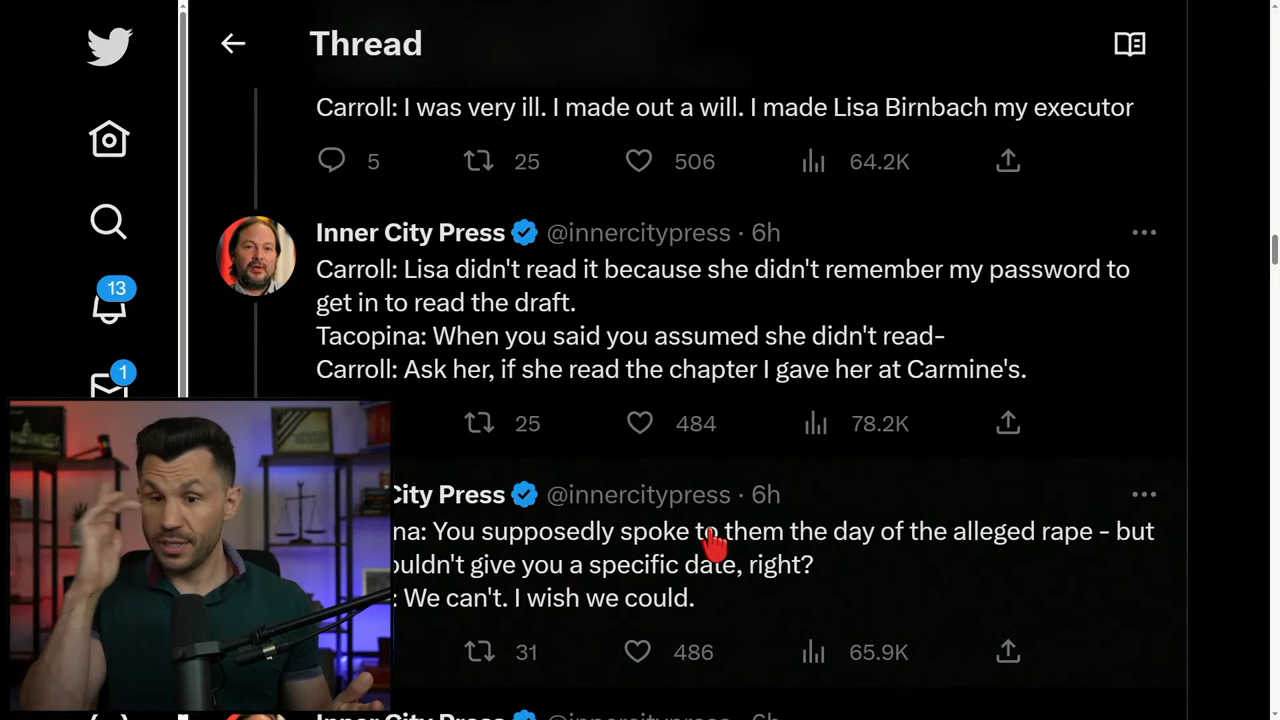 Thread
Carroll: I was very ill. I made out a will. I made Lisa Birnbach my executor
5 25 506 64.2K
Inner City Press @innercitypress · 6h
13
Carroll: Lisa didn't read it because she didn't remember my password to
get in to read the draft.
Tacopina: When you said you assumed she didn't read-
1
Carroll: Ask her, if she read the chapter I gave her at Carmine's.
25 484 78.2K
City Press @innercitypress · 6h
na: You supposedly spoke to them the day of the alleged rape - but
ouldn't give you a specific date, right?
: We can't. I wish we could.
31 486 65.9K
Inner City Press @innercitypress · 6h